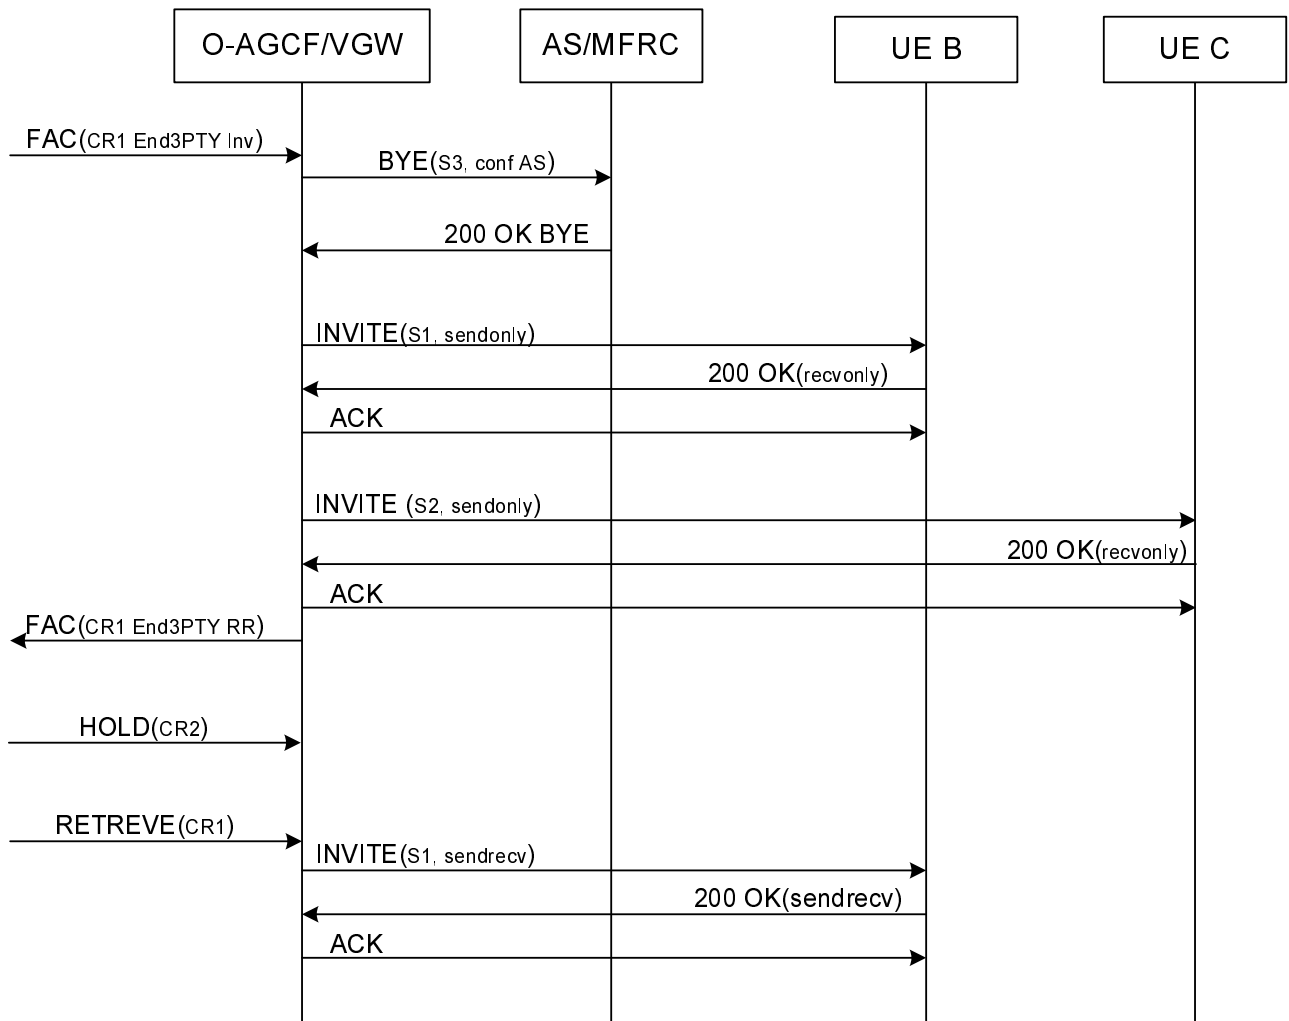 O-AGCF/VGW
AS/MFRC
UE B
UE C
FAC(CR1 End3PTY Inv)
BYE(S3, conf AS)
200 OK BYE
INVITE(S1, sendonly)
200 OK(recvonly)
ACK
INVITE (S2, sendonly)
200 OK(recvonly)
ACK
FAC(CR1 End3PTY RR)
HOLD(CR2)
RETREVE(CR1)
INVITE(S1, sendrecv)
200 OK(sendrecv)
ACK